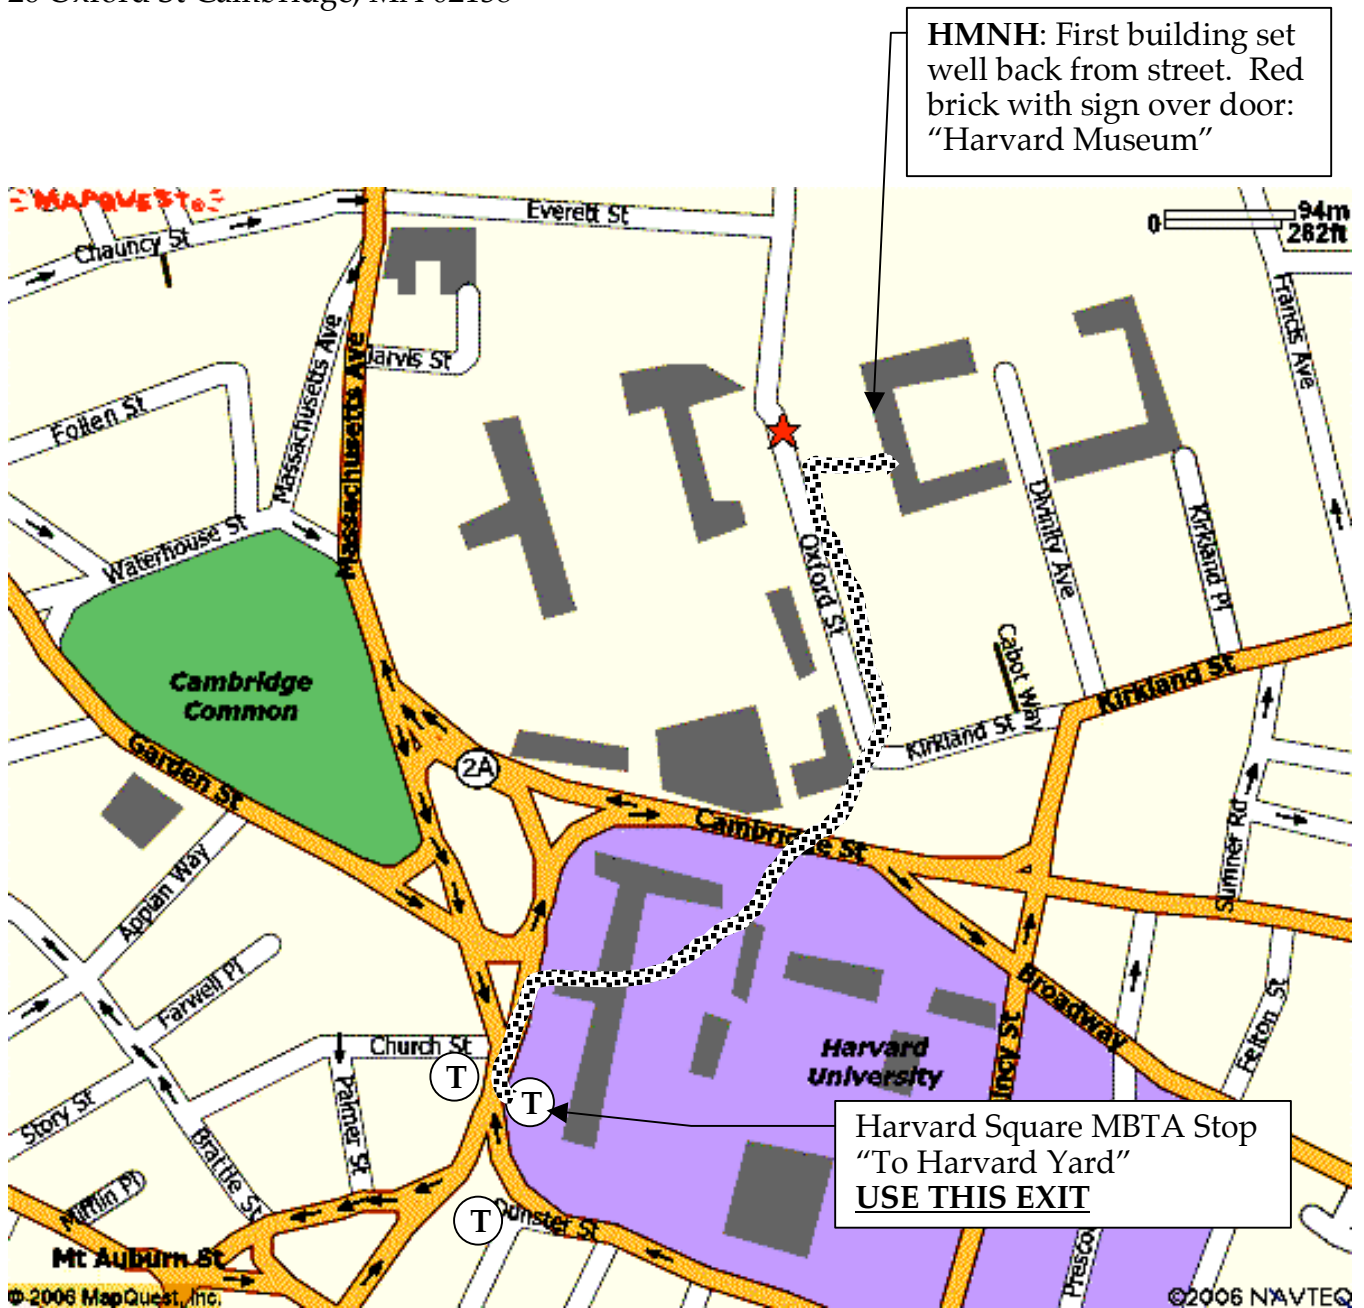 HMNH: First building set
well back from street. Red
brick with sign over door:
“Harvard Museum”
MAPQUEST
Chauncy St
Everett St
0
94m
282ft
Massachusetts Ave
Massachusetts Ave
Jarvis St
Francis Ave
Follen St
Waterhouse St
Oxford St
Divinity Ave
Kirkland Pl
Cabot Way
Kirkland St
Kirkland St
Cambridge
Common
Garden St
2A
Cambridge St
Sumner Rd
Appian Way
Farwell Pl
Broadway
Felton St
Harvard
University
Church St
T
T
Palmer St
Story St
Brattle St
Mifflin Pl
Harvard Square MBTA Stop
“To Harvard Yard”
USE THIS EXIT
T
Dunster St
Mt Auburn St
© 2006 MapQuest, Inc.
©2006 NAVTEQ